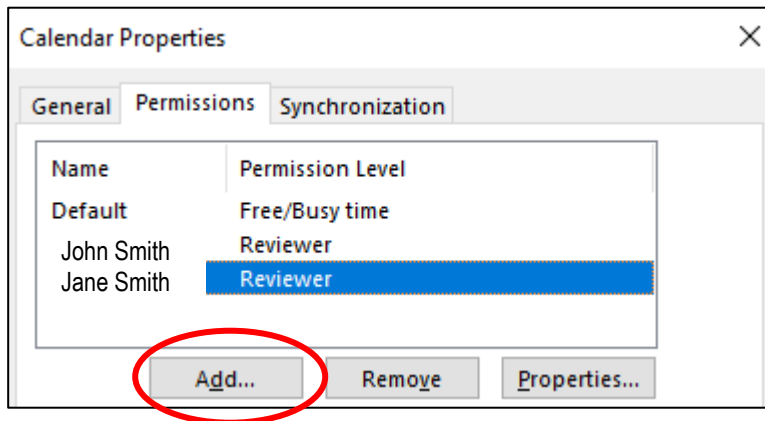 Calendar Properties
General Permissions Synchronization
Name Permission Level
Default Free/Busy time
John Smith Reviewer
Jane Smith Reviewer
Add... Remove Properties...